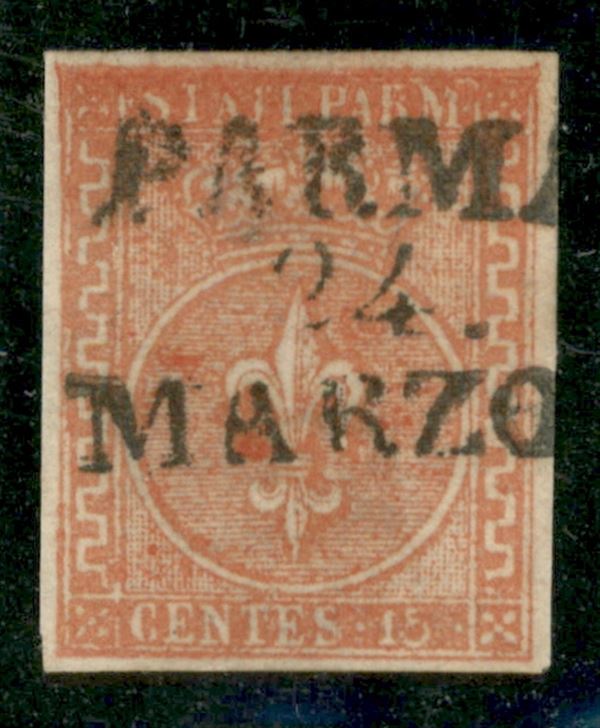 STATI PARM
PARMA
24.
MARZO
CENTES 15